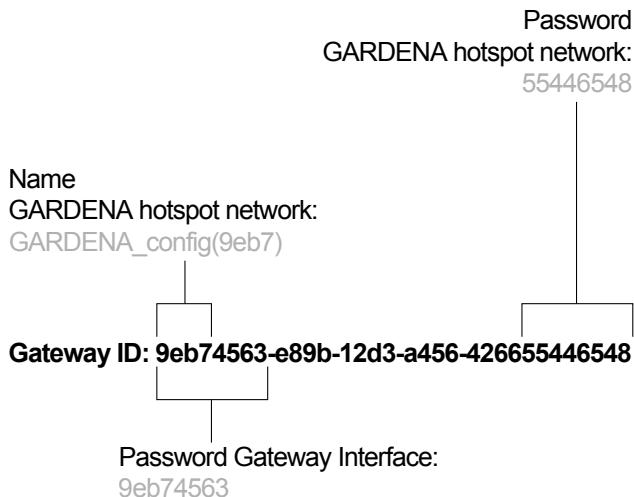 Password
GARDENA hotspot network:
55446548
Name
GARDENA hotspot network:
GARDENA_config(9eb7)
Gateway ID: 9eb74563-e89b-12d3-a456-426655446548
Password Gateway Interface:
9eb74563